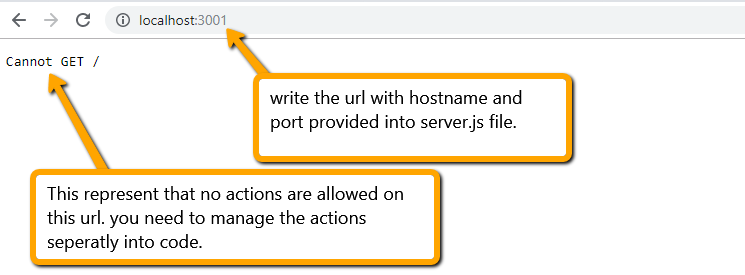 localhost:3001
Cannot GET /
write the url with hostname and
port provided into server.js file.
This represent that no actions are allowed on
this url. you need to manage the actions
seperatly into code.